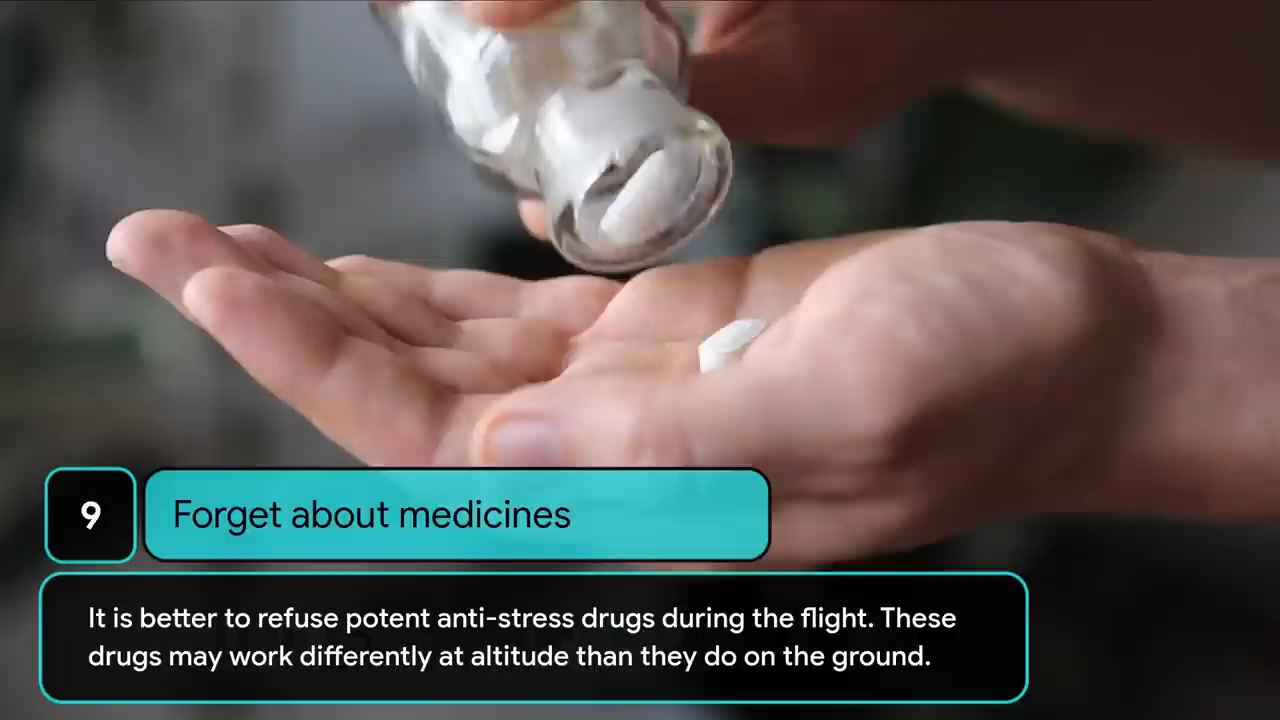 9
Forget about medicines
It is better to refuse potent anti-stress drugs during the flight. These
drugs may work differently at altitude than they do on the ground.